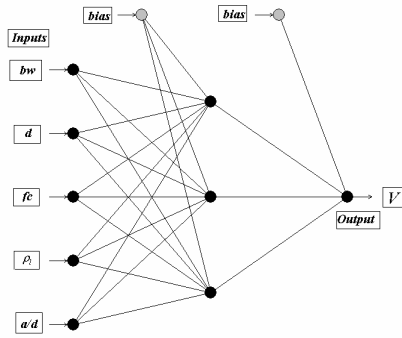 bias
bias
Inputs
bw
d
fc
V
Output
ρl
a/d